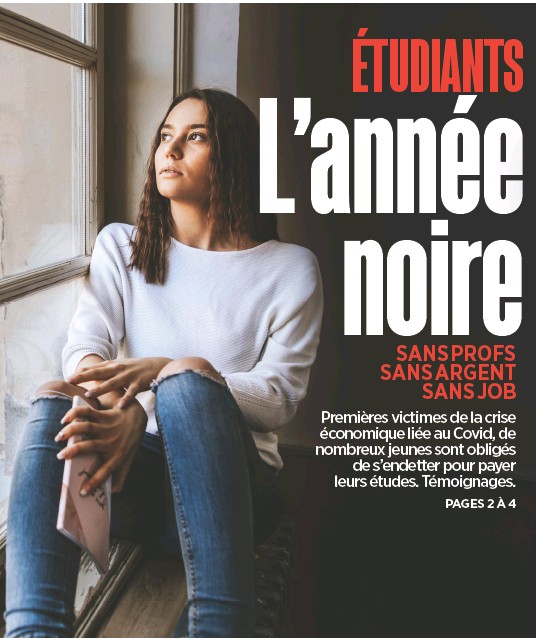 ÉTUDIANTS
L'année
noire
SANS PROFS
SANS ARGENT
SANS JOB
Premières victimes de la crise
économique liée au Covid, de
nombreux jeunes sont obligés
de s'endetter pour payer
leurs études. Témoignages.
PAGES 2 À 4